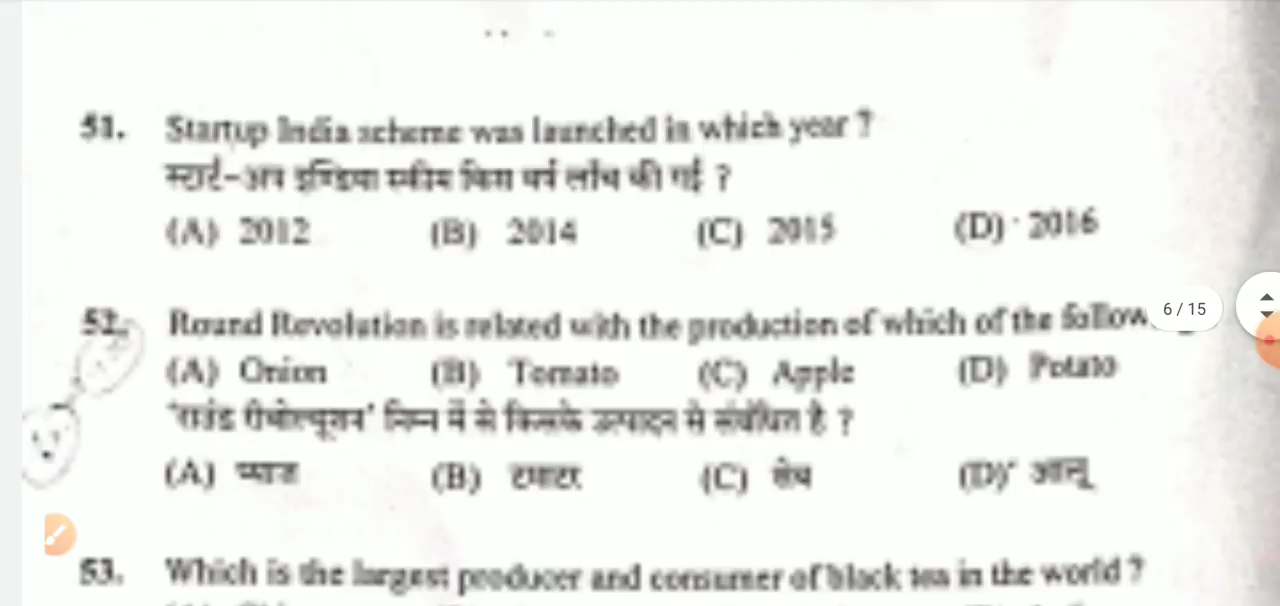 51. Startup India scheme was launched in which year ?
स्टार्ट-अप इण्डिया स्कीम किस वर्ष लाँच की गई ?
(A) 2012 (B) 2014 (C) 2015 (D) 2016
52. Round Revolution is related with the production of which of the follow
6 / 15
(A) Onion (B) Tomato (C) Apple (D) Potato
'राउंड रीवोल्यूशन' निम्न में से किसके उत्पादन से संबंधित है ?
(A) प्याज (B) टमाटर (C) सेब (D) आलू
53. Which is the largest producer and consumer of black tea in the world ?